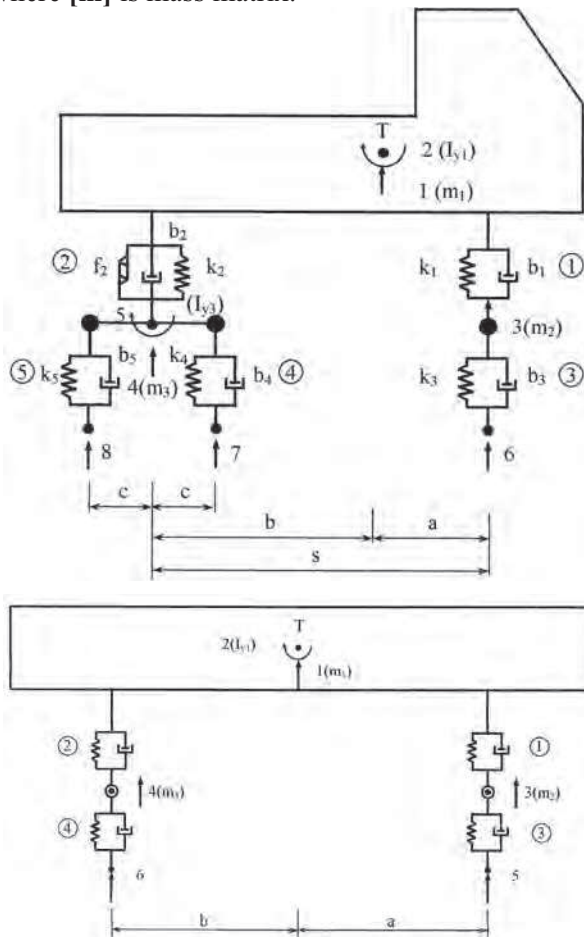 where [m] is mass matrix.
T
2 (Iy1)
1 (m1)
b2
② f2 k2
k1 b1 ①
5 (Iy3)
3(m2)
⑤ k5 b5 k4 b4 ④
4(m3)
k3 b3 ③
8 7 6
c c
b a
s
T
2(Iy1)
1(m1)
② ①
4(m3) 3(m2)
④ ③
6 5
b a